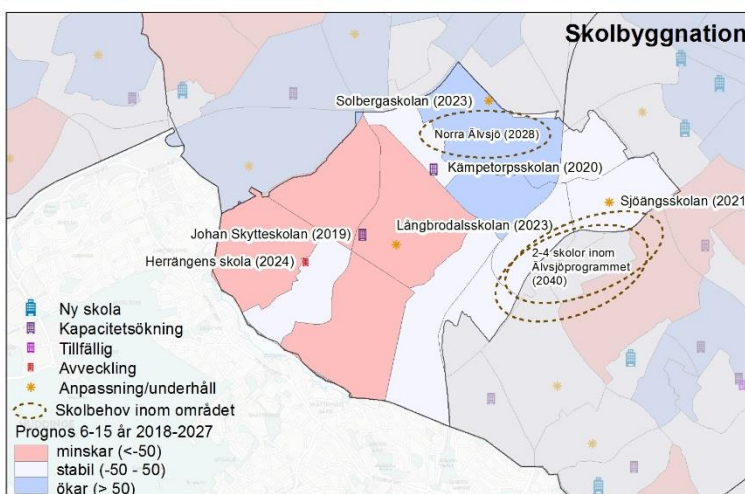 Skolbyggnation
Solbergaskolan (2023)
Norra Älvsjö (2028)
Kämpetorpsskolan (2020)
Sjöängsskolan (2021
Johan Skytteskolan (2019)
Långbrodalsskolan (2023)
Herrängens skola (2024)
2-4 skolor inom
Älvsjöprogrammet
(2040)
Ny skola
Kapacitetsökning
Tillfällig
Avveckling
Anpassning/underhåll
Skolbehov inom området
Prognos 6-15 år 2018-2027
minskar (<-50)
stabil (-50 - 50)
ökar (> 50)